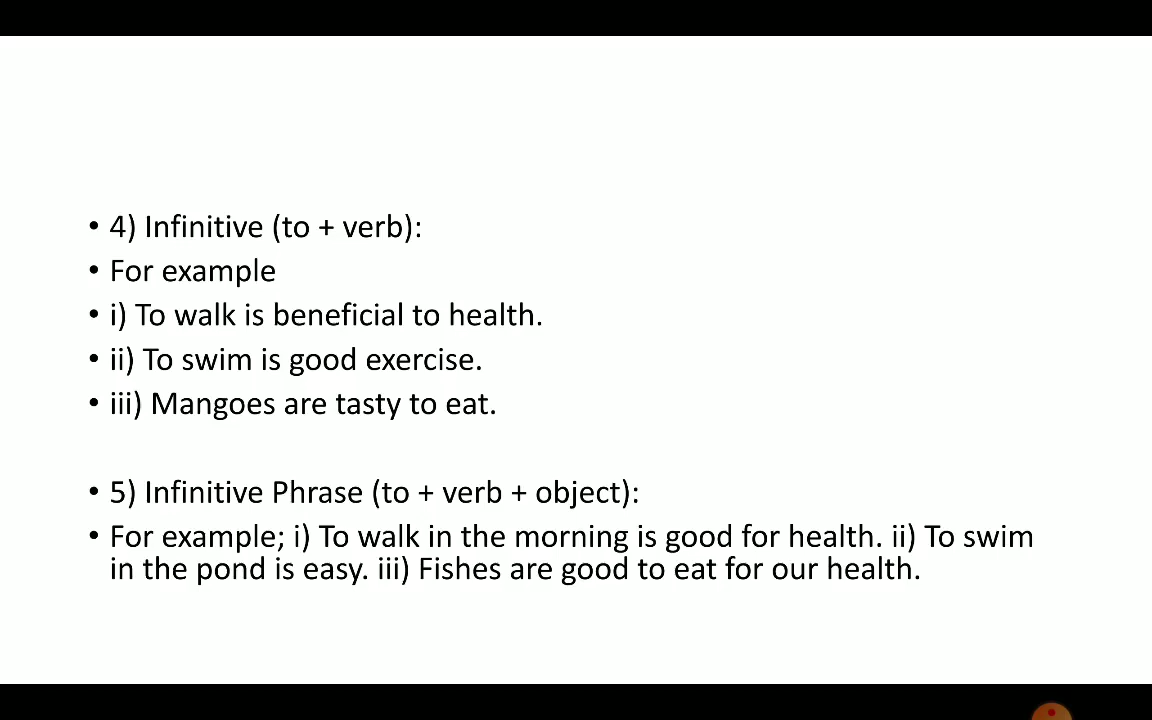 • 4) Infinitive (to + verb):
• For example
• i) To walk is beneficial to health.
• ii) To swim is good exercise.
• iii) Mangoes are tasty to eat.
• 5) Infinitive Phrase (to + verb + object):
• For example; i) To walk in the morning is good for health. ii) To swim
in the pond is easy. iii) Fishes are good to eat for our health.